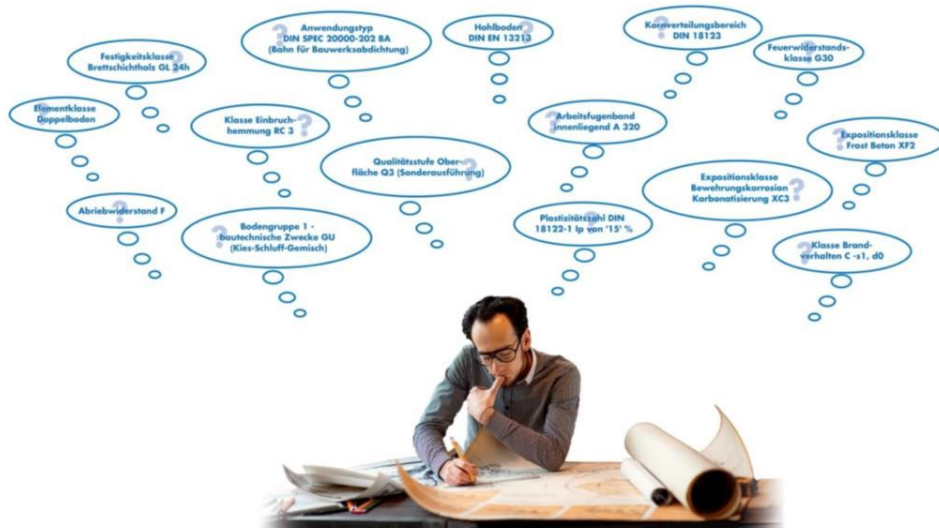 Anwendungstyp
DIN SPEC 20000-202 BA
(Bahn für Bauwerksabdichtung)
Hohlboden
DIN EN 13213
Kornverteilungsbereich
DIN 18123
Festigkeitsklasse
Brettschichtholz GL 24h
Feuerwiderstands-
klasse G30
Elementklasse
Doppelboden
Klasse Einbruch-
hemmung RC 3
Arbeitsfugenband
innenliegend A 320
Expositionsklasse
Frost Beton XF2
Qualitätsstufe Ober-
fläche Q3 (Sonderausführung)
Expositionsklasse
Bewehrungskorrosion
Karbonatisierung XC3
Abriebwiderstand F
Bodengruppe 1 -
bautechnische Zwecke GU
(Kies-Schluff-Gemisch)
Plastizitätszahl DIN
18122-1 Ip von '15' %
Klasse Brand-
verhalten C -s1, d0